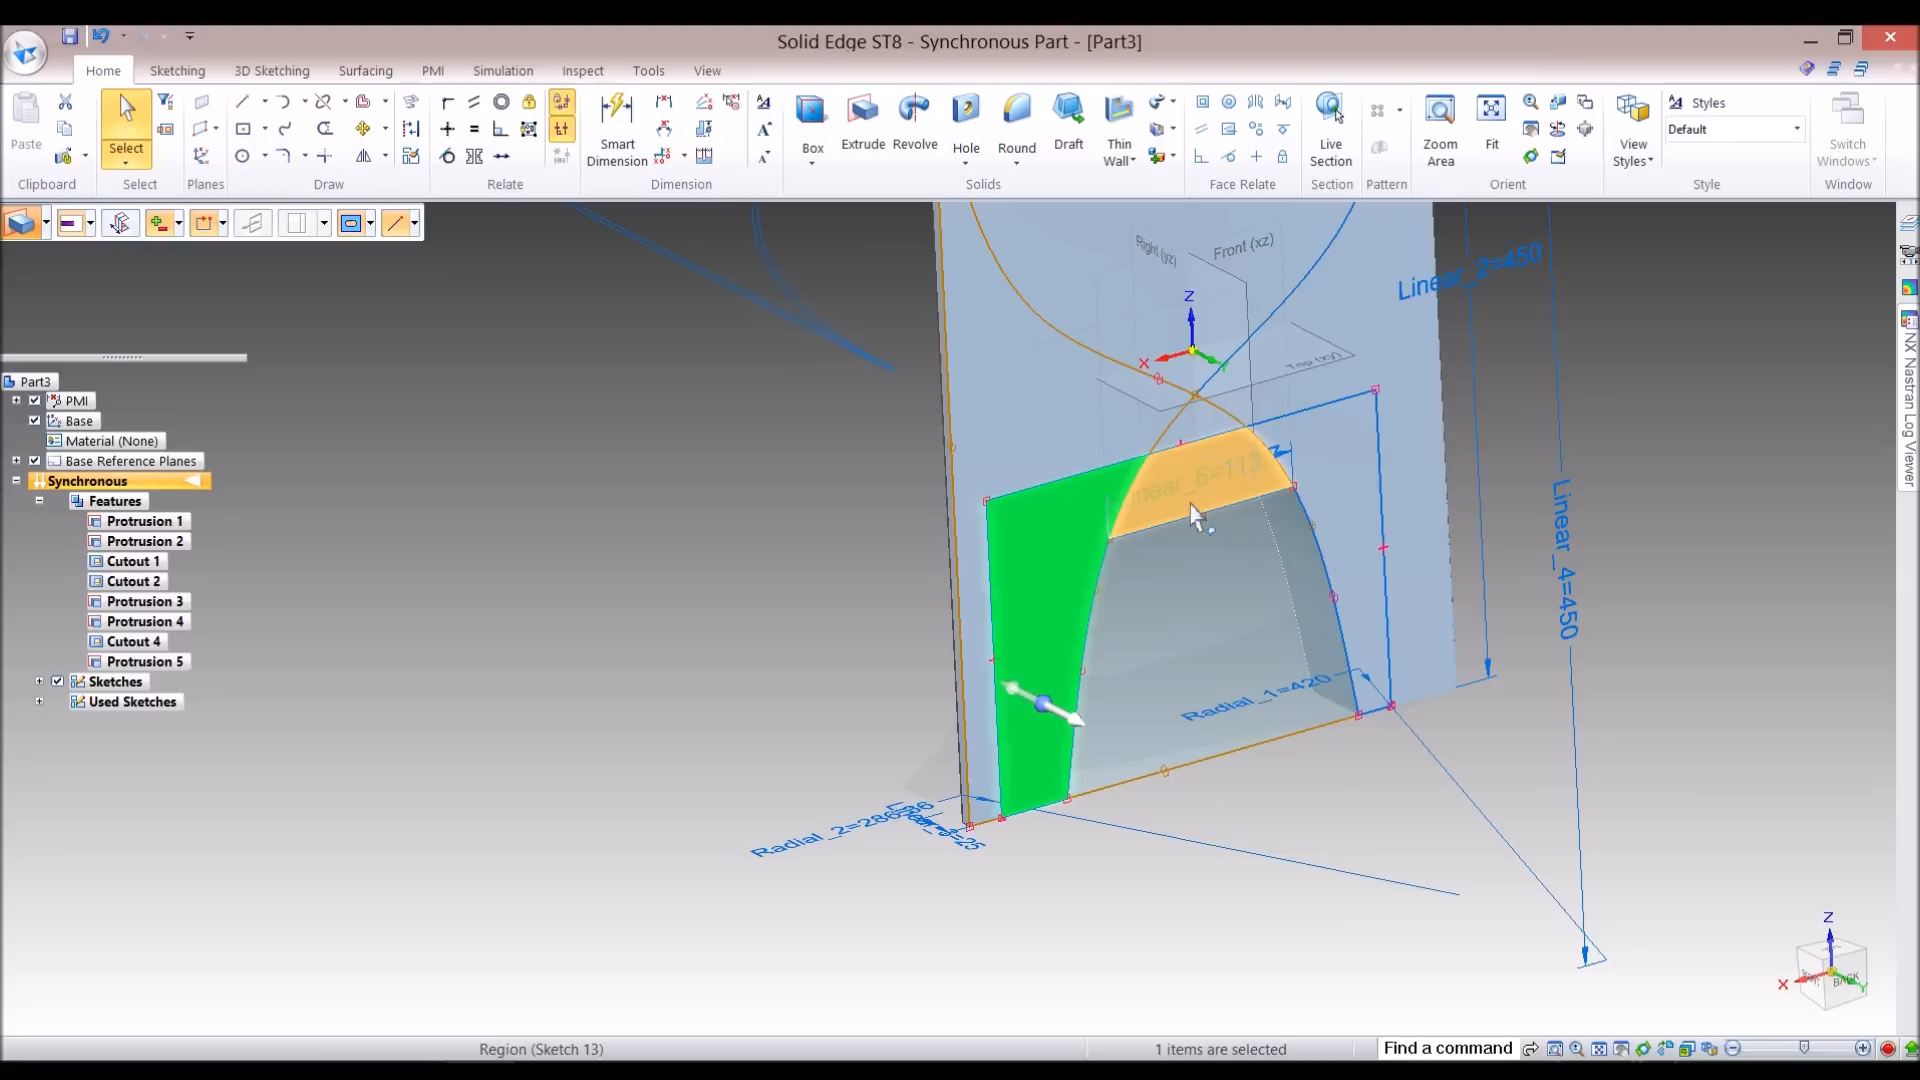 Solid Edge ST8 - Synchronous Part - [Part3]
Home
Sketching
3D Sketching
Surfacing
PMI
Simulation
Inspect
Tools
View
Paste
Select
Smart
Dimension
Box
Extrude
Revolve
Hole
Round
Draft
Thin
Wall
Live
Section
Zoom
Area
Fit
View
Styles
Styles
Default
Switch
Windows
Clipboard
Select
Planes
Draw
Relate
Dimension
Solids
Face Relate
Section
Pattern
Orient
Style
Window
Part3
PMI
Base
Material (None)
Base Reference Planes
Synchronous
Features
Protrusion 1
Protrusion 2
Cutout 1
Cutout 2
Protrusion 3
Protrusion 4
Cutout 4
Protrusion 5
Sketches
Used Sketches
Right (yz)
Front (xz)
Top (xy)
Z
X
Y
Linear_2=450
Linear_4=450
Radial_1=420
NX Nastran Log Viewer
Z
X
Y
BACK
Region (Sketch 13)
1 items are selected
Find a command